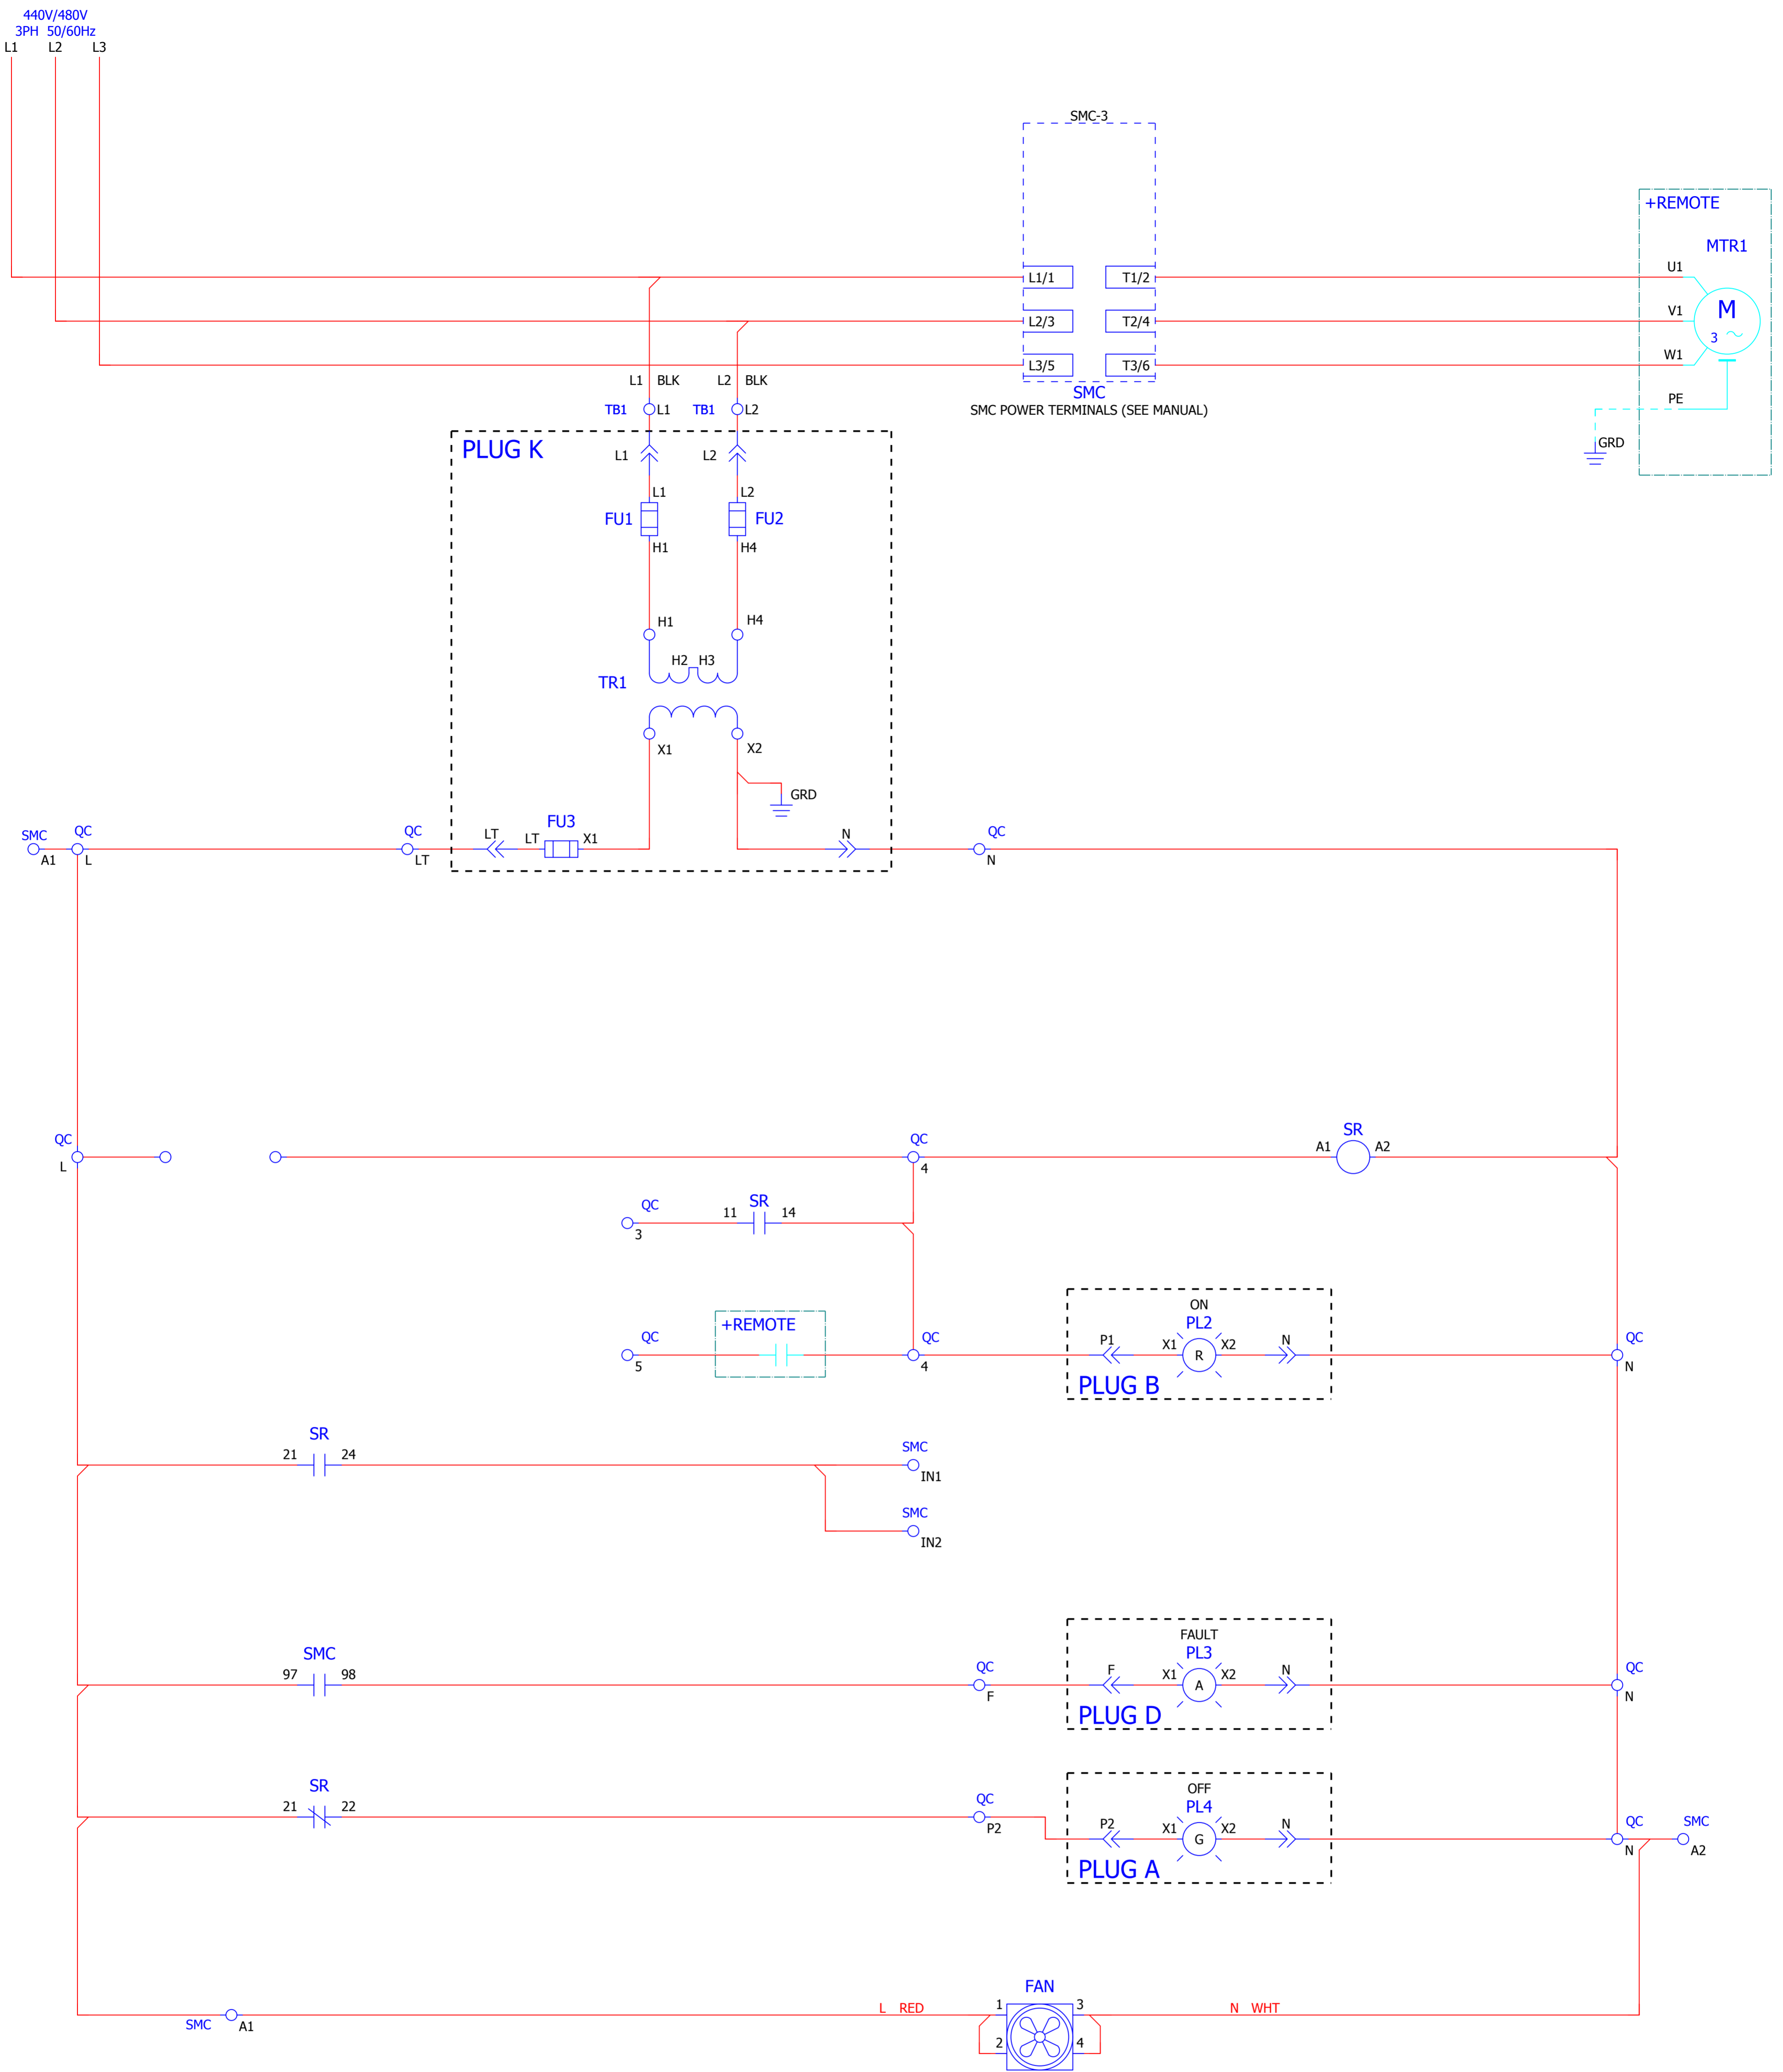 440V/480V
3PH 50/60Hz
L1 L2 L3
SMC-3
+REMOTE
MTR1
L1/1 T1/2 U1
M
3
L2/3 T2/4 V1
L3/5 T3/6 W1
SMC
SMC POWER TERMINALS (SEE MANUAL)
PE
GRD
L1 BLK L2 BLK
TB1 L1 TB1 L2
PLUG K
L1 L2
L1 L2
FU1 FU2
H1 H4
H1 H4
H2 H3
TR1
X1 X2
GRD
SMC QC QC LT LT FU3 X1 N QC
A1 L LT N
QC QC SR
L 4 A1 A2
QC 11 SR 14
3
+REMOTE
ON
PL2
QC QC P1 X1 R X2 N QC
5 4 N
PLUG B
SR SMC
21 24 IN1
SMC
IN2
FAULT
SMC PL3
97 98 QC F X1 A X2 N QC
F N
PLUG D
SR OFF
21 22 QC PL4
P2 P2 X1 G X2 N QC SMC
N A2
PLUG A
FAN
L RED 1 3 N WHT
SMC A1
2 4